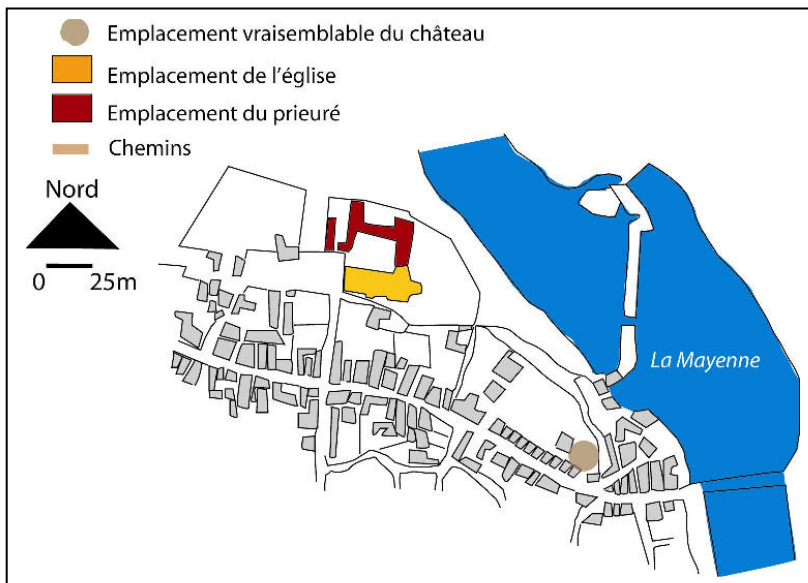 Emplacement vraisemblable du château
Emplacement de l'église
Emplacement du prieuré
Chemins
Nord
0 25m
La Mayenne